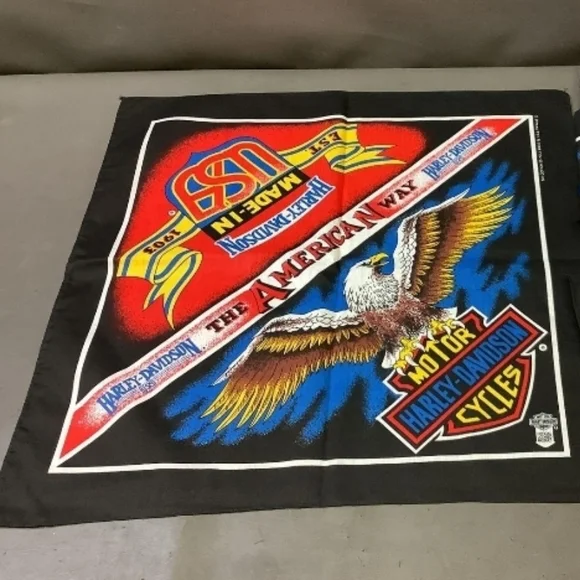 EST
1903
MADE-IN
USA
HARLEY-DAVIDSON
HARLEY-DAVIDSON
THE AMERICAN WAY
HARLEY-DAVIDSON
MOTOR
HARLEY-DAVIDSON
CYCLES